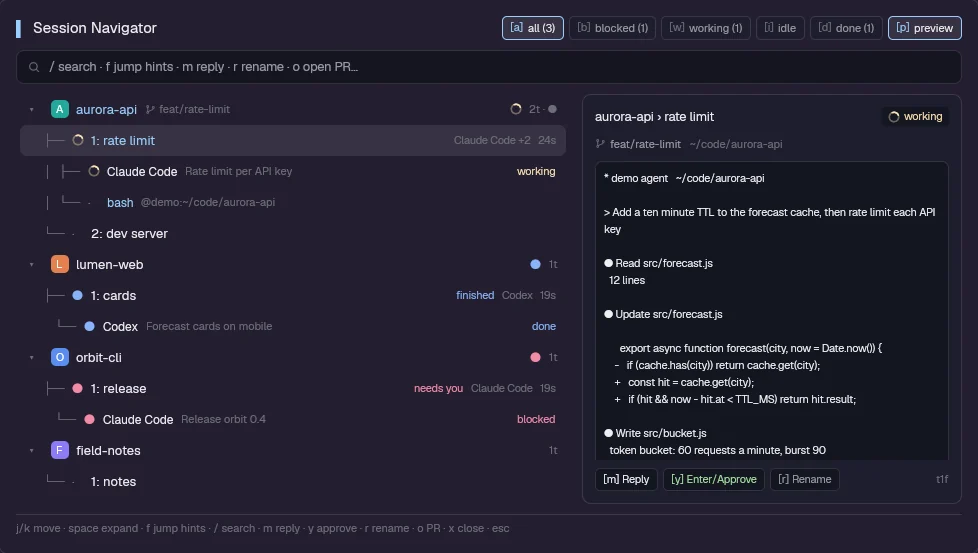 Session Navigator
[a] all (3) [b] blocked (1) [w] working (1) [i] idle [d] done (1) [p] preview
/ search · f jump hints · m reply · r rename · o open PR...
A aurora-api feat/rate-limit 2t ·
1: rate limit Claude Code +2 24s
Claude Code Rate limit per API key working
bash @demo:~/code/aurora-api
2: dev server
L lumen-web 1t
1: cards finished Codex 19s
Codex Forecast cards on mobile done
O orbit-cli 1t
1: release needs you Claude Code 19s
Claude Code Release orbit 0.4 blocked
F field-notes 1t
1: notes
aurora-api › rate limit working
feat/rate-limit ~/code/aurora-api
* demo agent ~/code/aurora-api
> Add a ten minute TTL to the forecast cache, then rate limit each API
key
● Read src/forecast.js
12 lines
● Update src/forecast.js
export async function forecast(city, now = Date.now()) {
- if (cache.has(city)) return cache.get(city);
+ const hit = cache.get(city);
+ if (hit && now - hit.at < TTL_MS) return hit.result;
● Write src/bucket.js
token bucket: 60 requests a minute, burst 90
[m] Reply [y] Enter/Approve [r] Rename t1f
j/k move · space expand · f jump hints · / search · m reply · y approve · r rename · o PR · x close · esc